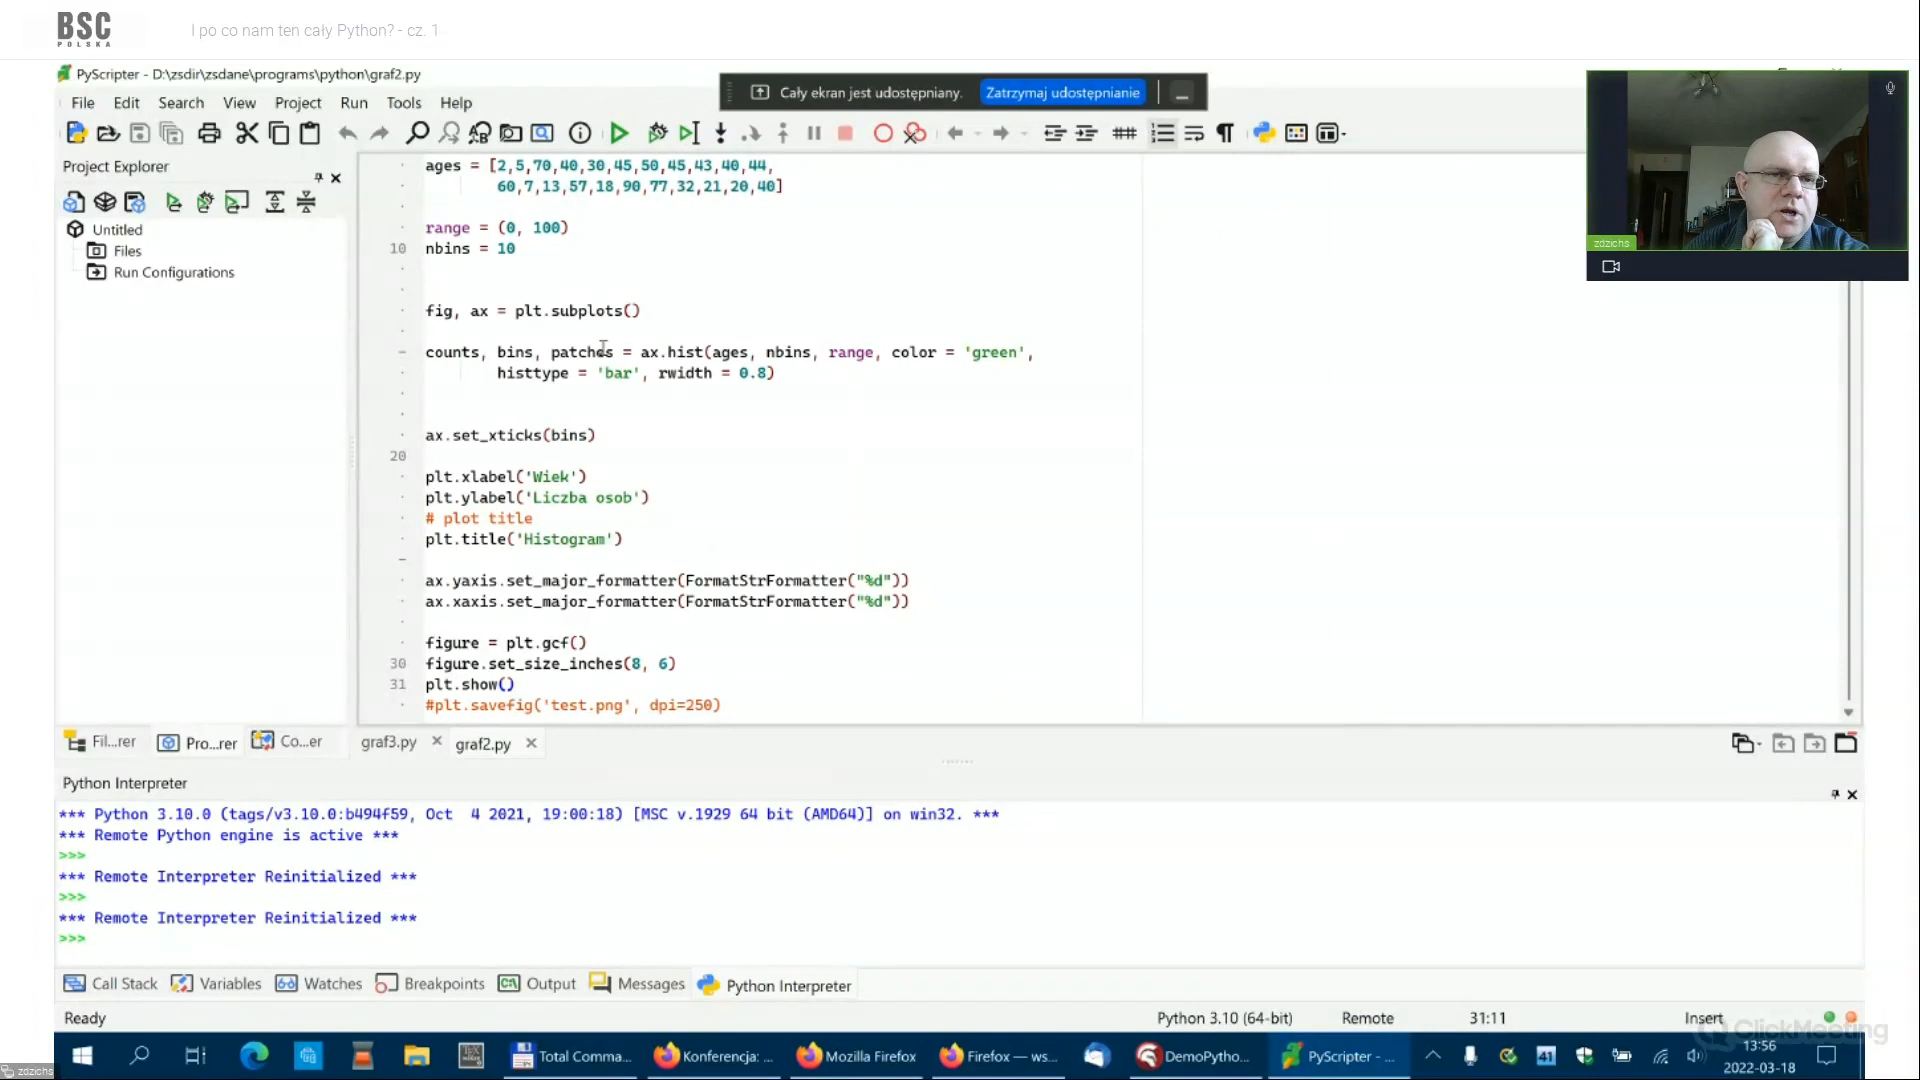 BSC
POLSKA
I po co nam ten cały Python? - cz. 1
PyScripter - D:\zsdir\zsdane\programs\python\graf2.py
Cały ekran jest udostępniany.
Zatrzymaj udostępnianie
File Edit Search View Project Run Tools Help
Project Explorer
Untitled
Files
Run Configurations
ages = [2,5,70,40,30,45,50,45,43,40,44,
60,7,13,57,18,90,77,32,21,20,40]
range = (0, 100)
10 nbins = 10
fig, ax = plt.subplots()
counts, bins, patches = ax.hist(ages, nbins, range, color = 'green',
histtype = 'bar', rwidth = 0.8)
ax.set_xticks(bins)
20
plt.xlabel('Wiek')
plt.ylabel('Liczba osob')
# plot title
plt.title('Histogram')
ax.yaxis.set_major_formatter(FormatStrFormatter("%d"))
ax.xaxis.set_major_formatter(FormatStrFormatter("%d"))
figure = plt.gcf()
30 figure.set_size_inches(8, 6)
31 plt.show()
#plt.savefig('test.png', dpi=250)
zdzichs
Fil...rer Pro...rer Co...er graf3.py graf2.py
Python Interpreter
*** Python 3.10.0 (tags/v3.10.0:b494f59, Oct  4 2021, 19:00:18) [MSC v.1929 64 bit (AMD64)] on win32. ***
*** Remote Python engine is active ***
>>>
*** Remote Interpreter Reinitialized ***
>>>
*** Remote Interpreter Reinitialized ***
>>>
Call Stack Variables Watches Breakpoints Output Messages Python Interpreter
Ready Python 3.10 (64-bit) Remote 31:11 Insert
ClickMeeting
Total Comma... Konferencja: ... Mozilla Firefox Firefox — ws... DemoPytho... PyScripter - ... 41
13:56
2022-03-18
zdzichs